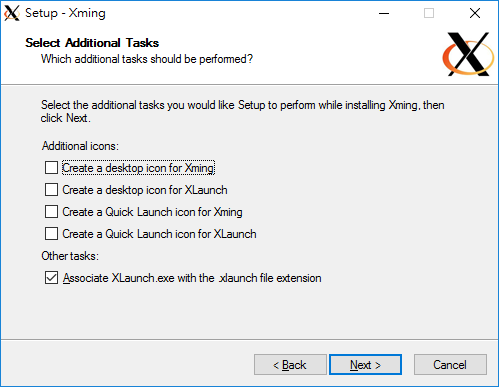 Setup - Xming
Select Additional Tasks
Which additional tasks should be performed?
Select the additional tasks you would like Setup to perform while installing Xming, then
click Next.
Additional icons:
Create a desktop icon for Xming
Create a desktop icon for XLaunch
Create a Quick Launch icon for Xming
Create a Quick Launch icon for XLaunch
Other tasks:
Associate XLaunch.exe with the .xlaunch file extension
< Back
Next >
Cancel